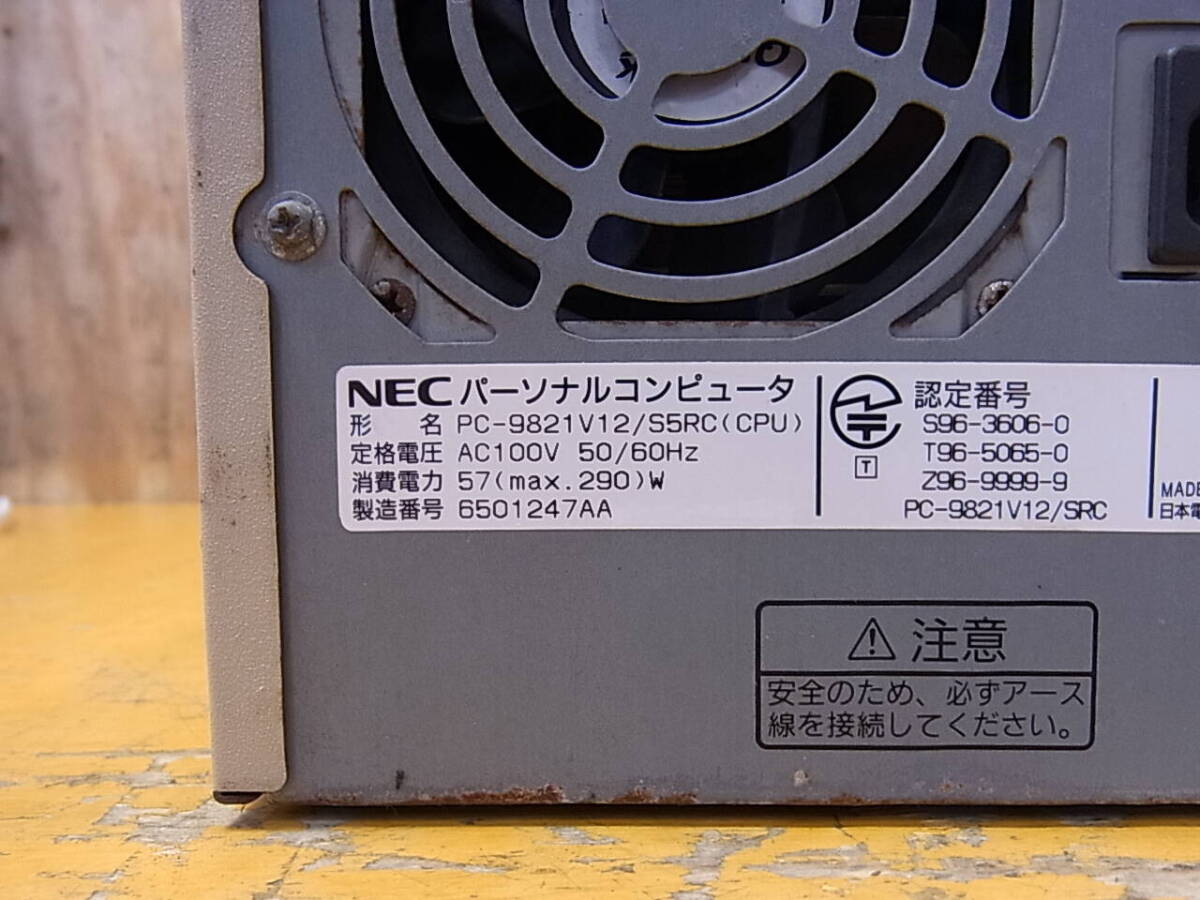 NEC パーソナルコンピュータ
形 名 PC-9821V12/S5RC(CPU)
定格電圧 AC100V 50/60Hz
消費電力 57(max.290)W
製造番号 6501247AA
T
認定番号
S96-3606-0
T96-5065-0
Z96-9999-9
PC-9821V12/SRC
MADE
日本電
注意
安全のため、必ずアース
線を接続してください。